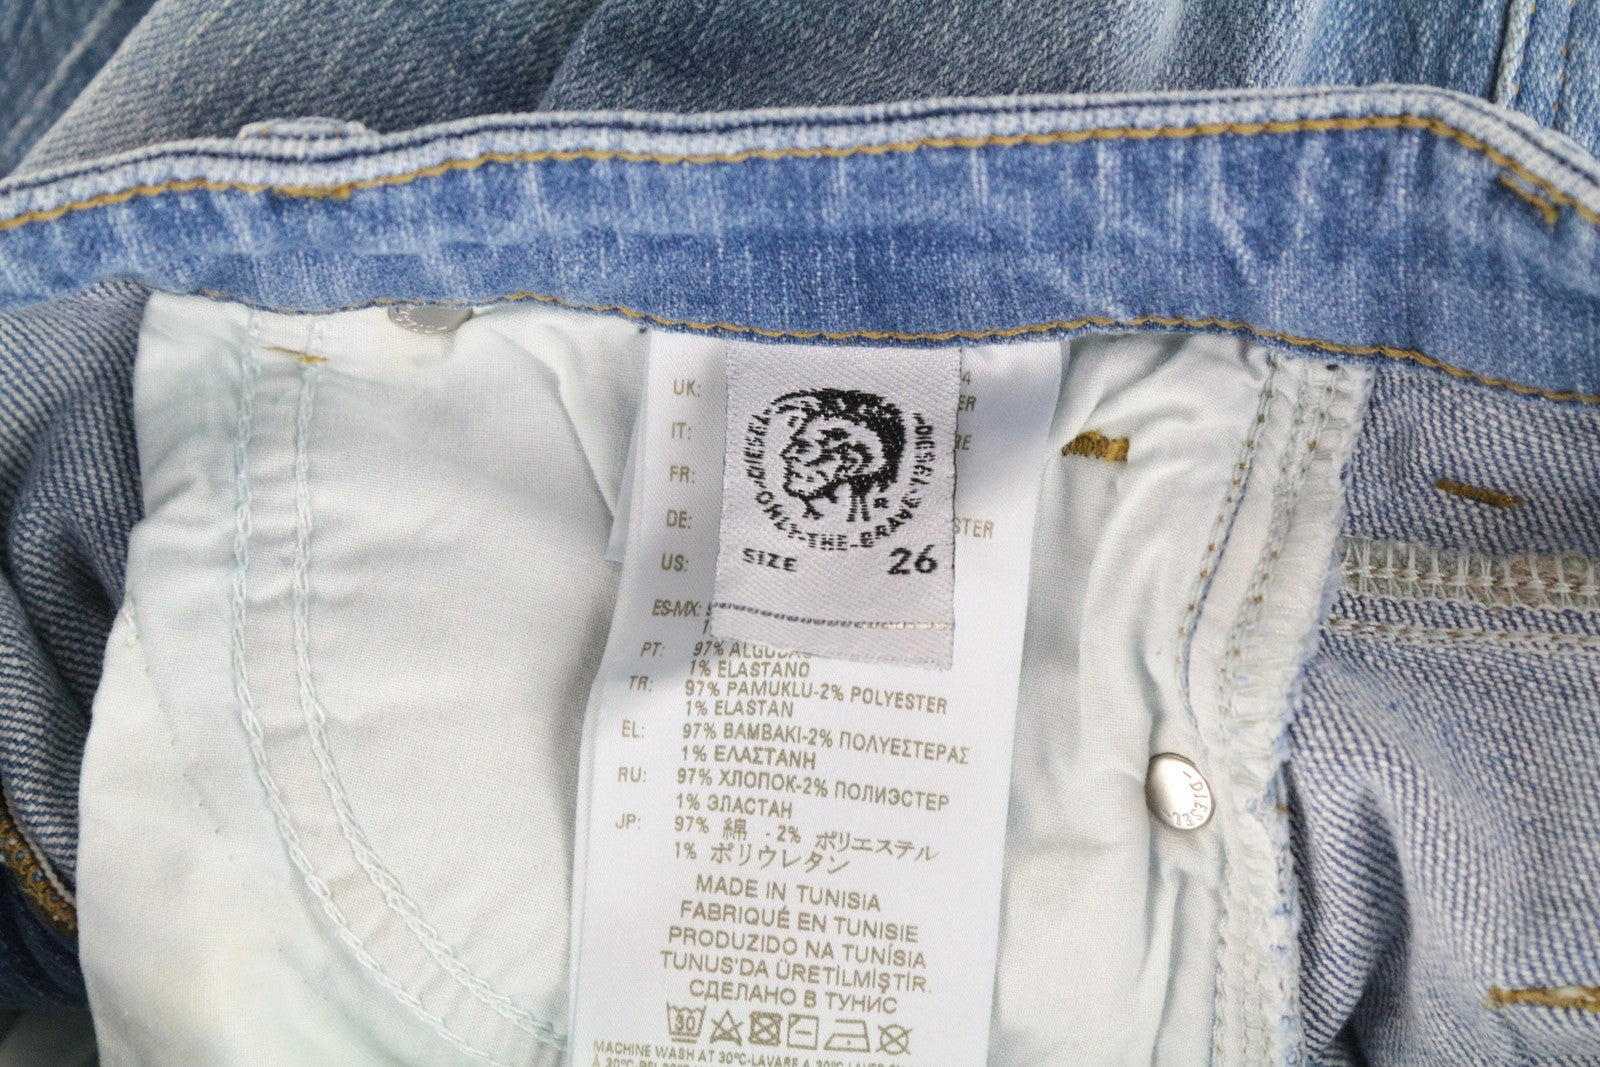 DIESEL
DIESEL
ONLY-THE-BRAVE
SIZE 26
UK:
IT:
FR:
DE:
US:
ES-MX:
STER
PT: 97%
1% ELASTANO
TR: 97% PAMUKLU-2% POLYESTER
1% ELASTAN
EL: 97% ΒΑΜΒΑΚΙ-2% ΠΟΛΥΕΣΤΕΡΑΣ
1% ΕΛΑΣΤΑΝΗ
RU: 97% ХЛОПОК-2% ПОЛИЭСТЕР
1% ЭЛАСТАН
JP: 97% 綿 - 2% ポリエステル
1% ポリウレタン
MADE IN TUNISIA
FABRIQUÉ EN TUNISIE
PRODUZIDO NA TUNÍSIA
TUNUS'DA ÜRETİLMİŞTİR.
СДЕЛАНО В ТУНИС
30
MACHINE WASH AT 30°C-LAVARE A 30°C
DIESEL